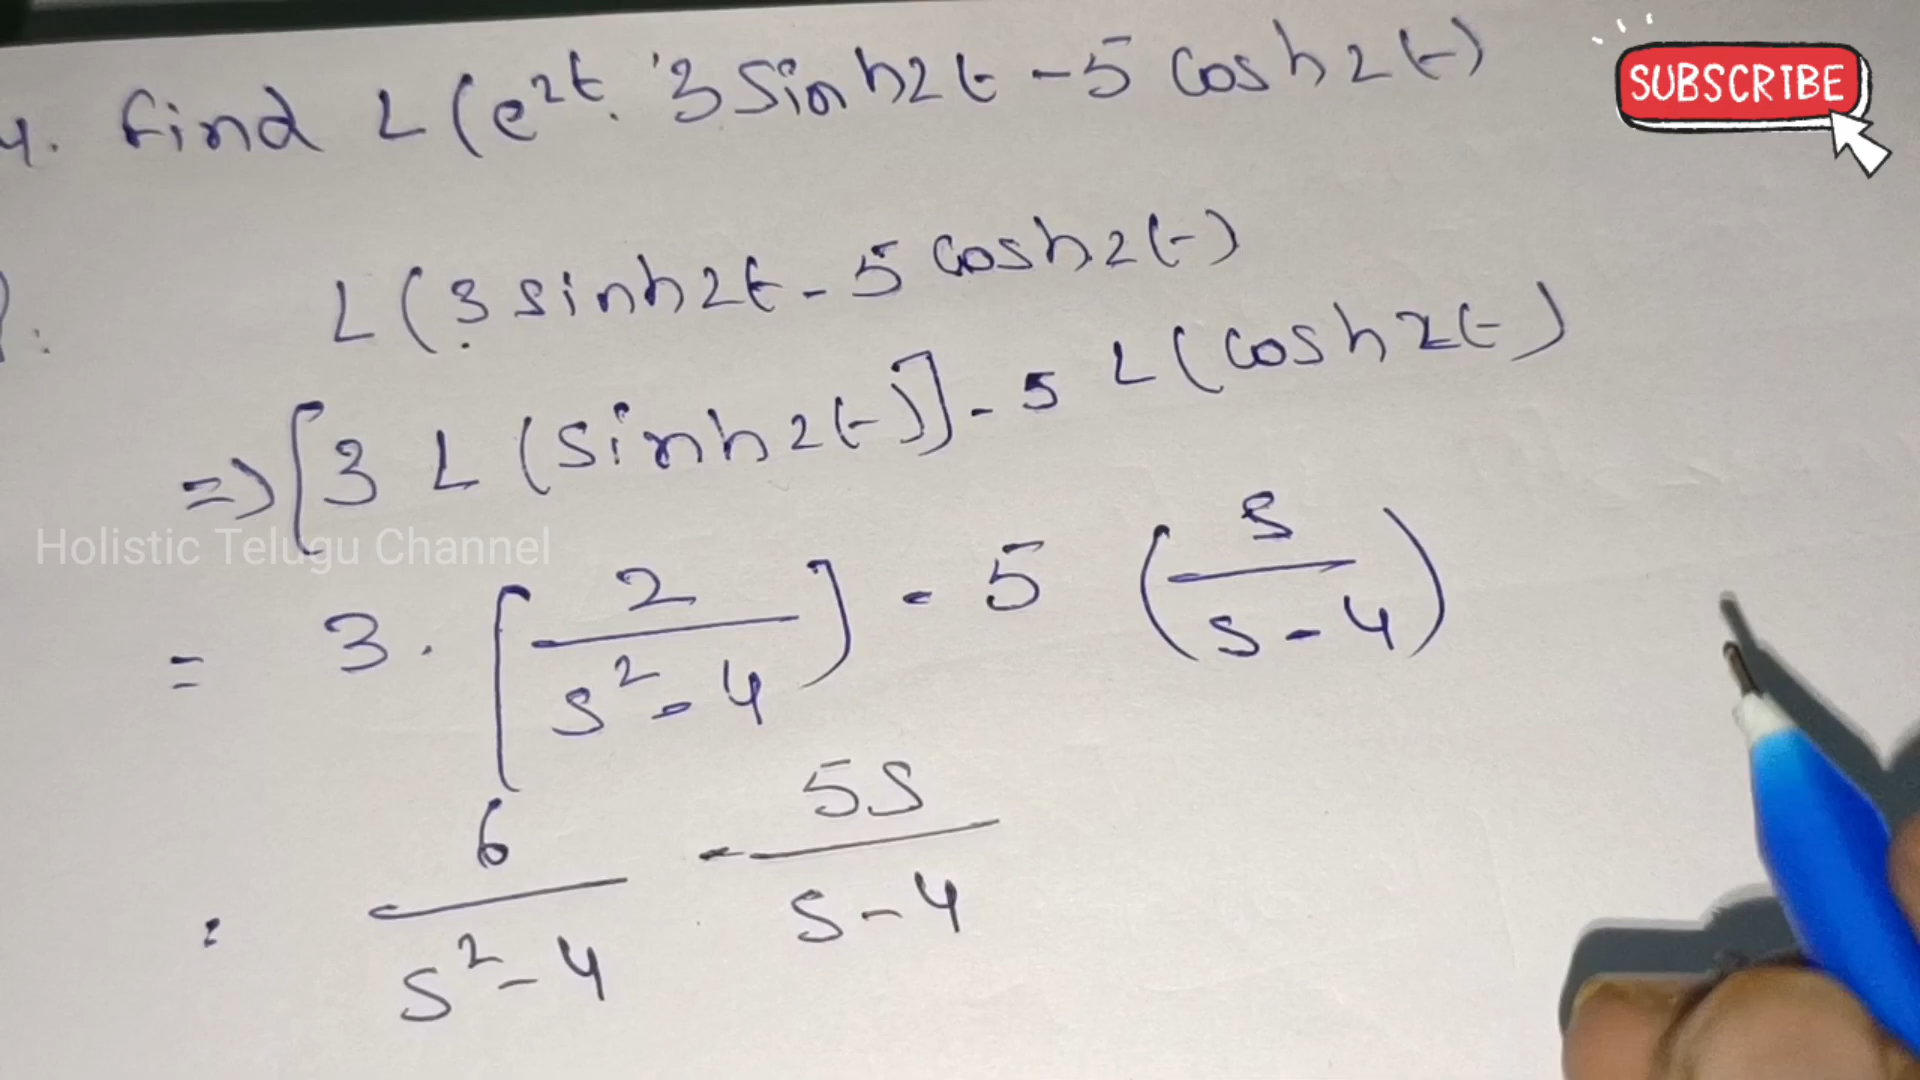 4. Find L(e^2t. 3 Sinh2t - 5 Cosh2t)
SUBSCRIBE
L(3 sinh2t - 5 cosh2t)
=> [3 L (sinh2t)] - 5 L (cosh2t)
Holistic Telugu Channel
= 3 . [2 / s^2 - 4] - 5 (s / s - 4)
= 6 / s^2 - 4 - 5s / s - 4